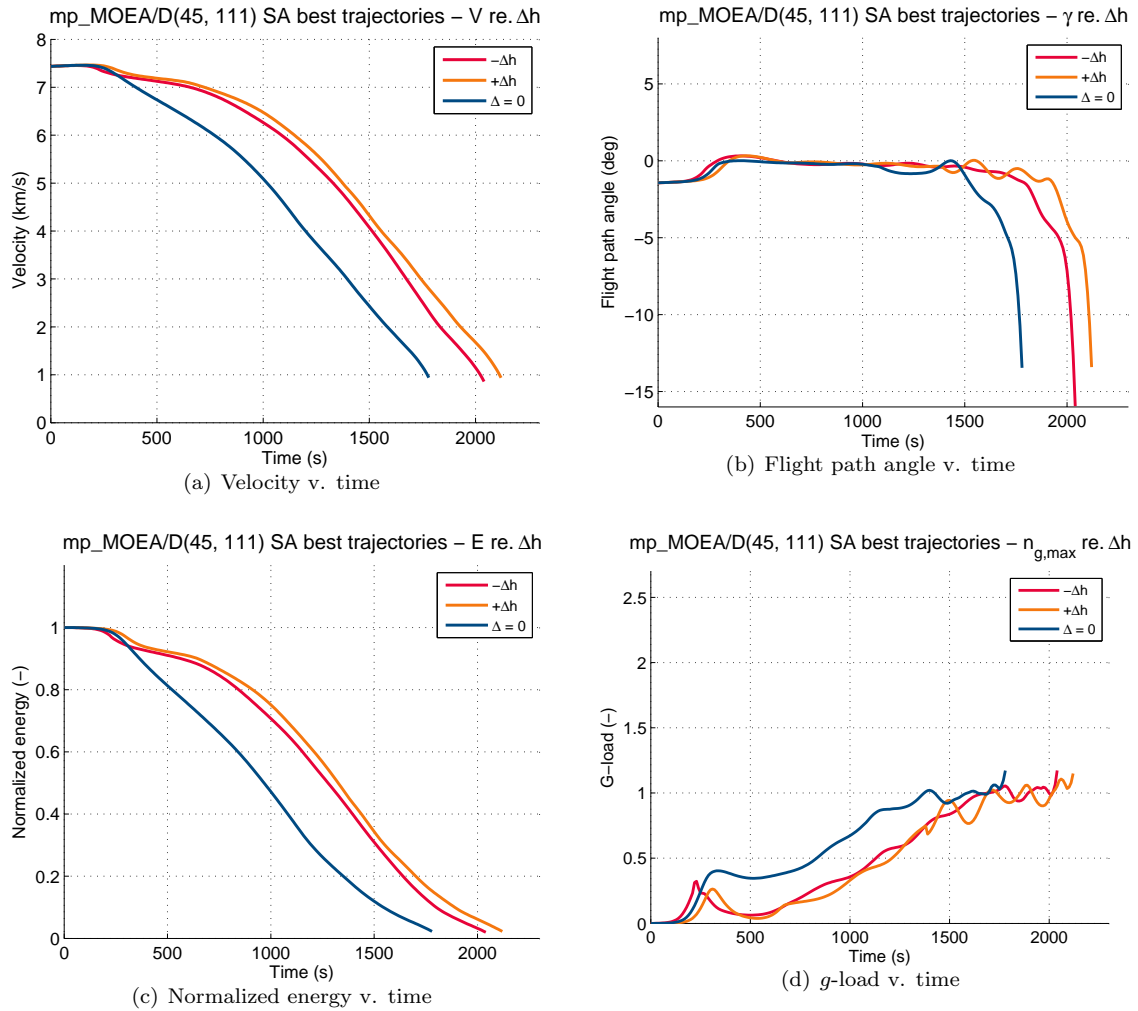 mp_MOEA/D(45, 111) SA best trajectories – V re. Δh
8
7
6
5
4
3
2
1
0
Velocity (km/s)
−Δh
+Δh
Δ = 0
0 500 1000 1500 2000
Time (s)
(a) Velocity v. time
mp_MOEA/D(45, 111) SA best trajectories – γ re. Δh
5
0
−5
−10
−15
Flight path angle (deg)
−Δh
+Δh
Δ = 0
0 500 1000 1500 2000
Time (s)
(b) Flight path angle v. time
mp_MOEA/D(45, 111) SA best trajectories – E re. Δh
1
0.8
0.6
0.4
0.2
0
Normalized energy (−)
−Δh
+Δh
Δ = 0
0 500 1000 1500 2000
Time (s)
(c) Normalized energy v. time
mp_MOEA/D(45, 111) SA best trajectories – n_g,max re. Δh
2.5
2
1.5
1
0.5
0
G−load (−)
−Δh
+Δh
Δ = 0
0 500 1000 1500 2000
Time (s)
(d) g-load v. time